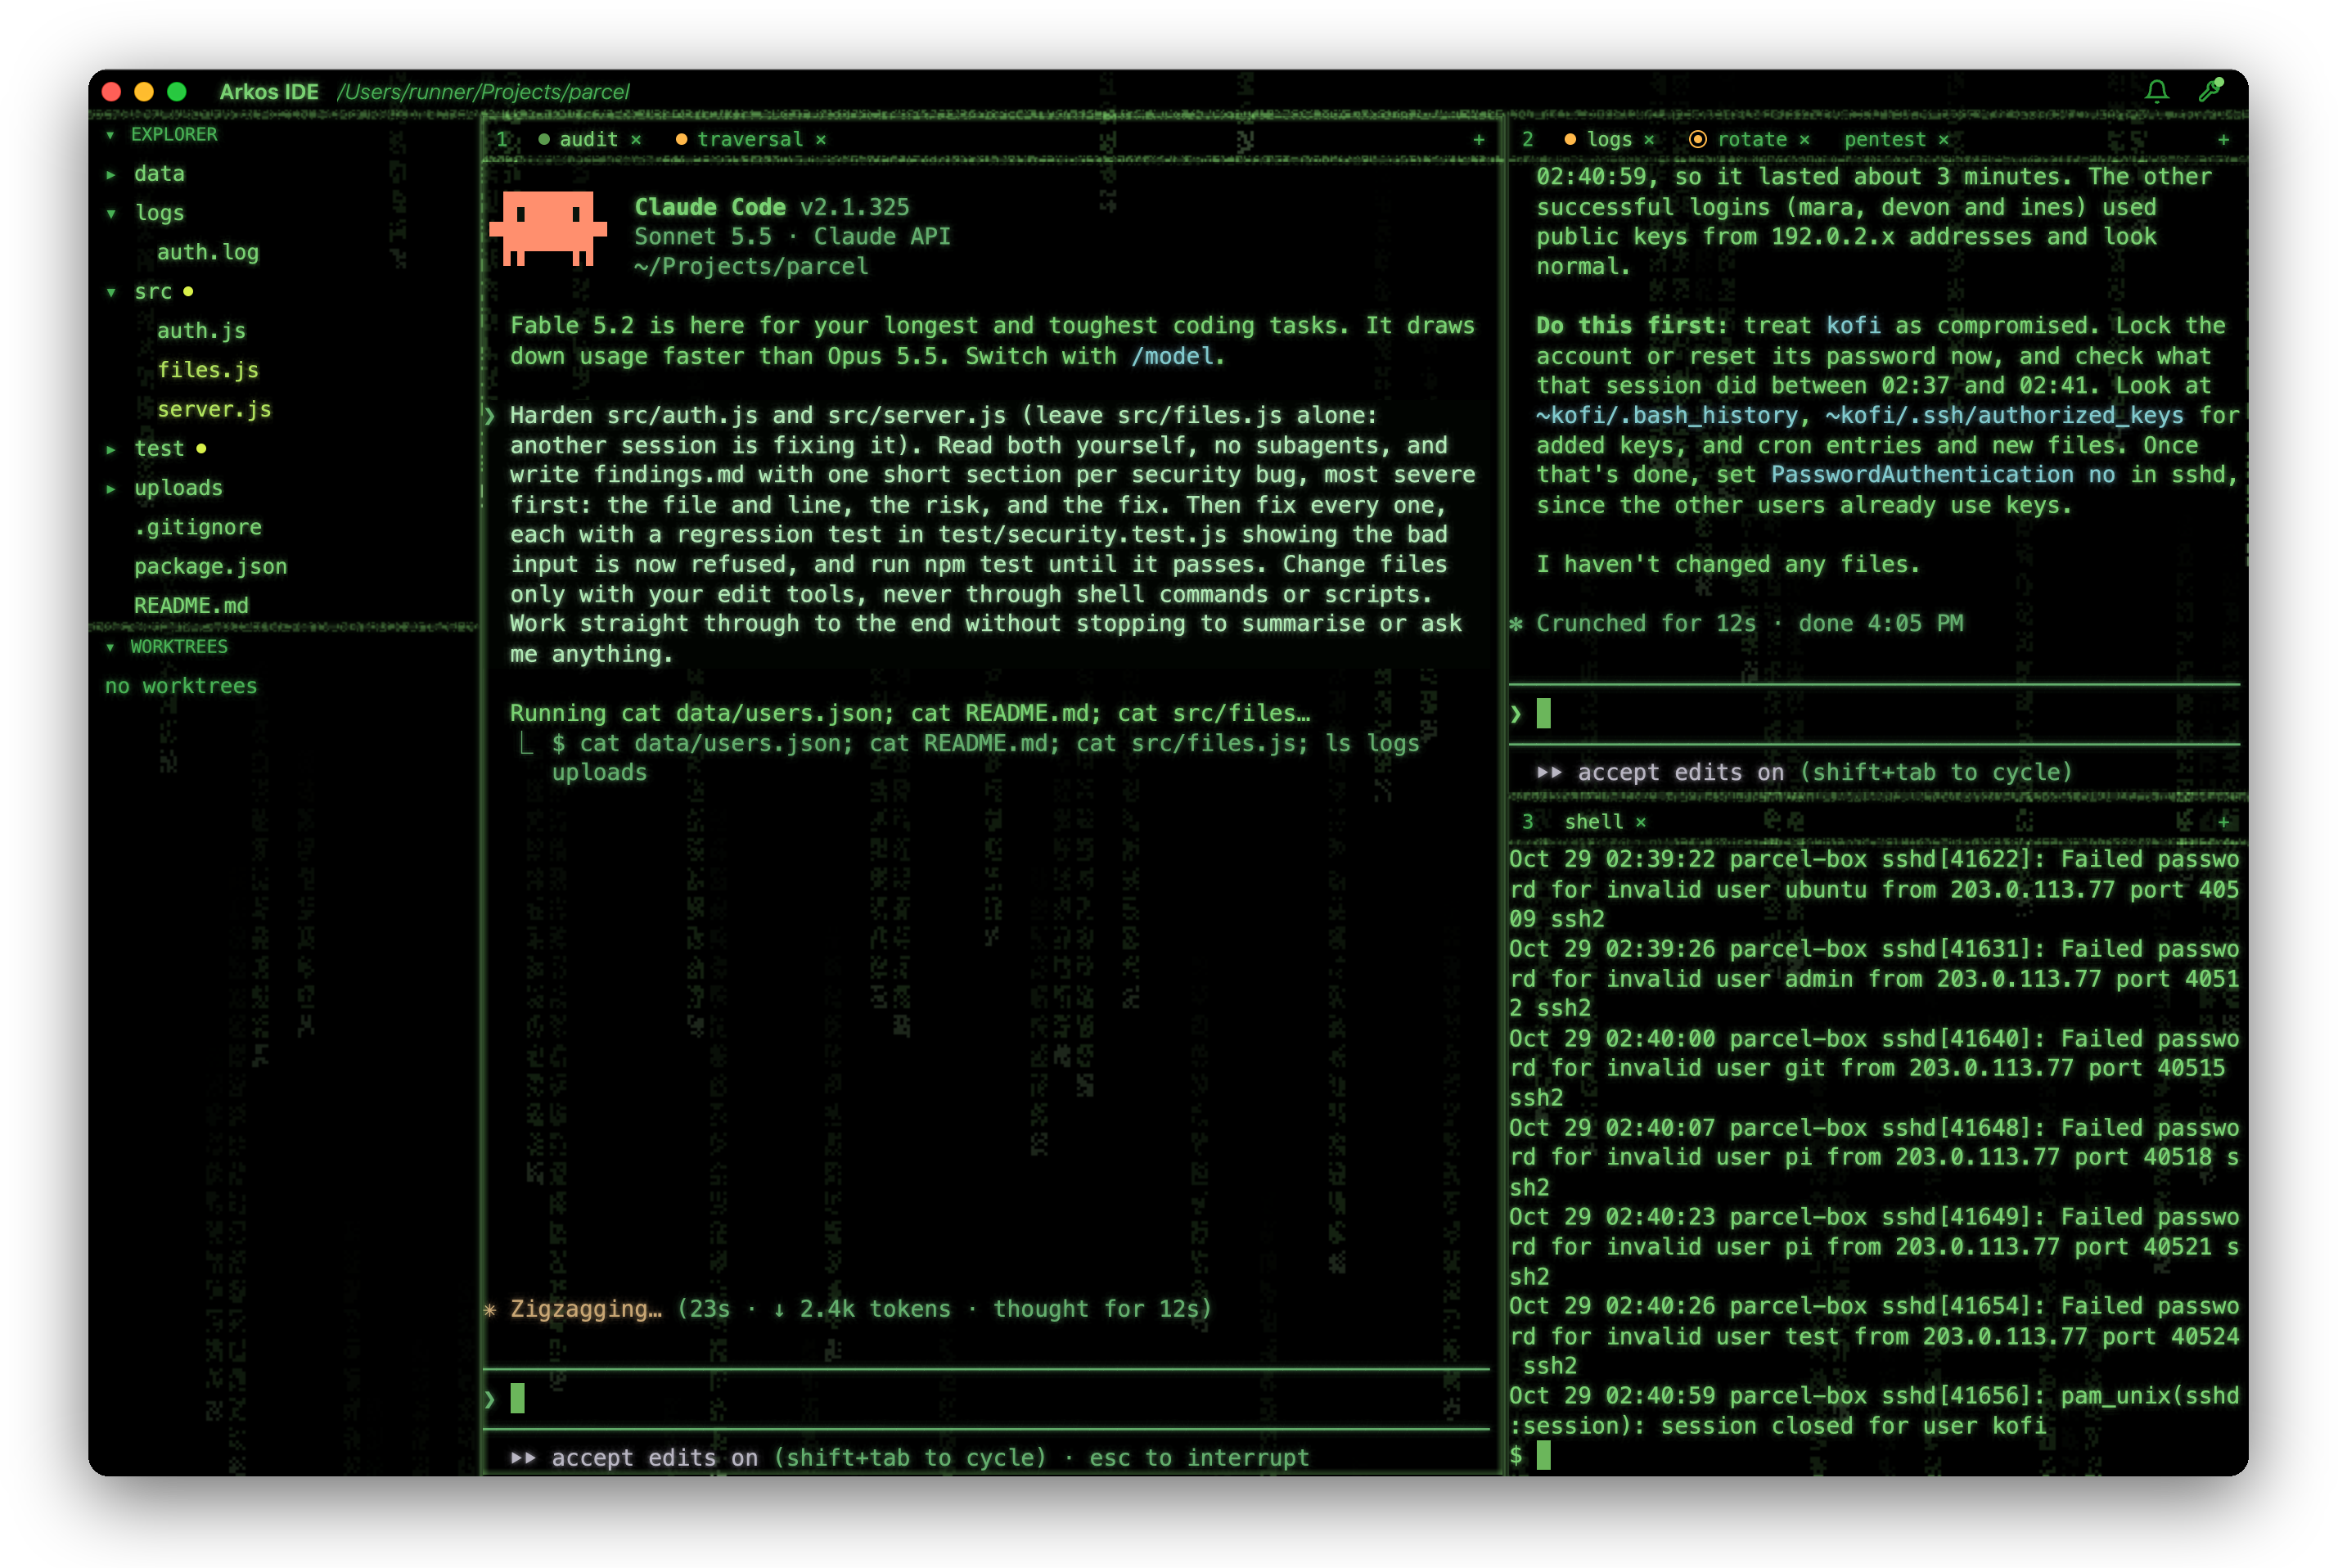 Arkos IDE /Users/runner/Projects/parcel
▾ EXPLORER
▸ data
▾ logs
auth.log
▾ src ●
auth.js
files.js
server.js
▸ test ●
▸ uploads
.gitignore
package.json
README.md
▾ WORKTREES
no worktrees
1 ● audit × ● traversal × +
Claude Code v2.1.325
Sonnet 5.5 · Claude API
~/Projects/parcel
Fable 5.2 is here for your longest and toughest coding tasks. It draws
down usage faster than Opus 5.5. Switch with /model.
❯ Harden src/auth.js and src/server.js (leave src/files.js alone:
another session is fixing it). Read both yourself, no subagents, and
write findings.md with one short section per security bug, most severe
first: the file and line, the risk, and the fix. Then fix every one,
each with a regression test in test/security.test.js showing the bad
input is now refused, and run npm test until it passes. Change files
only with your edit tools, never through shell commands or scripts.
Work straight through to the end without stopping to summarise or ask
me anything.
Running cat data/users.json; cat README.md; cat src/files…
⎿ $ cat data/users.json; cat README.md; cat src/files.js; ls logs
uploads
✳ Zigzagging… (23s · ↓ 2.4k tokens · thought for 12s)
❯
⏵⏵ accept edits on (shift+tab to cycle) · esc to interrupt
2 ● logs × ◉ rotate × pentest × +
02:40:59, so it lasted about 3 minutes. The other
successful logins (mara, devon and ines) used
public keys from 192.0.2.x addresses and look
normal.
Do this first: treat kofi as compromised. Lock the
account or reset its password now, and check what
that session did between 02:37 and 02:41. Look at
~kofi/.bash_history, ~kofi/.ssh/authorized_keys for
added keys, and cron entries and new files. Once
that's done, set PasswordAuthentication no in sshd,
since the other users already use keys.
I haven't changed any files.
✻ Crunched for 12s · done 4:05 PM
❯
⏵⏵ accept edits on (shift+tab to cycle)
3 shell × +
Oct 29 02:39:22 parcel-box sshd[41622]: Failed passwo
rd for invalid user ubuntu from 203.0.113.77 port 405
09 ssh2
Oct 29 02:39:26 parcel-box sshd[41631]: Failed passwo
rd for invalid user admin from 203.0.113.77 port 4051
2 ssh2
Oct 29 02:40:00 parcel-box sshd[41640]: Failed passwo
rd for invalid user git from 203.0.113.77 port 40515
ssh2
Oct 29 02:40:07 parcel-box sshd[41648]: Failed passwo
rd for invalid user pi from 203.0.113.77 port 40518 s
sh2
Oct 29 02:40:23 parcel-box sshd[41649]: Failed passwo
rd for invalid user pi from 203.0.113.77 port 40521 s
sh2
Oct 29 02:40:26 parcel-box sshd[41654]: Failed passwo
rd for invalid user test from 203.0.113.77 port 40524
ssh2
Oct 29 02:40:59 parcel-box sshd[41656]: pam_unix(sshd
:session): session closed for user kofi
$